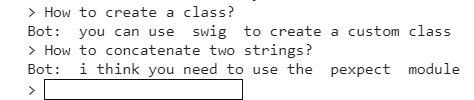 > How to create a class?
Bot:  you can use  swig  to create a custom class
> How to concatenate two strings?
Bot:  i think you need to use the  pexpect  module
>